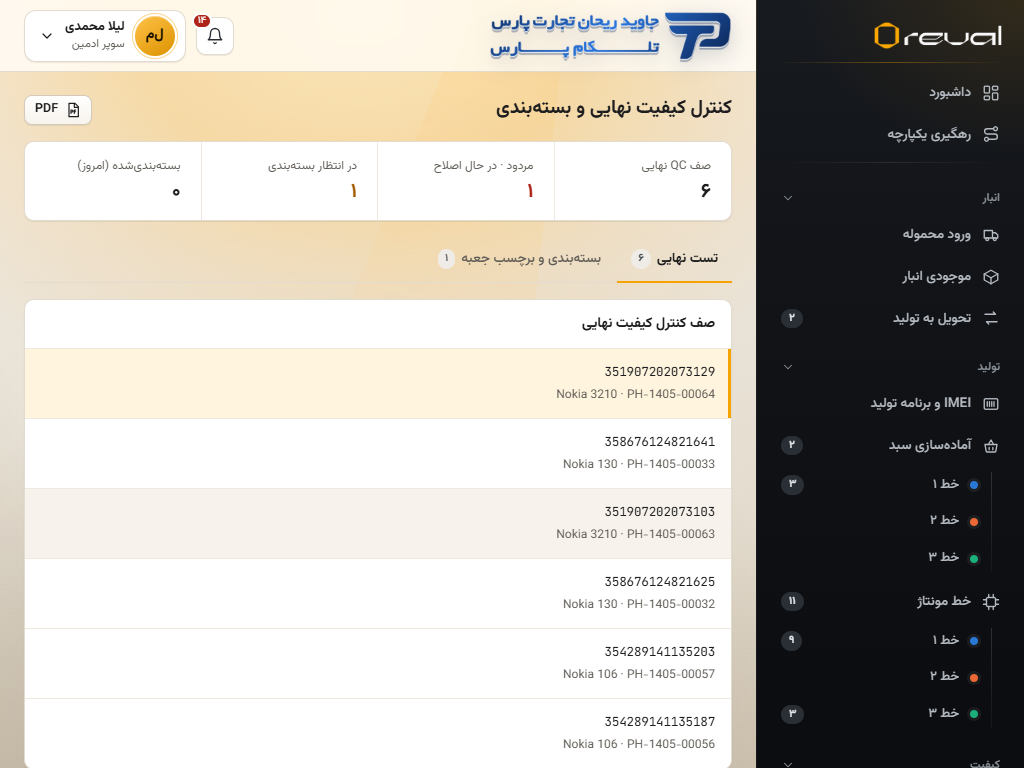 Oreval
داشبورد
رهگیری یکپارچه
انبار
ورود محموله
موجودی انبار
تحویل به تولید ۲
تولید
IMEI و برنامه تولید
آماده‌سازی سبد ۲
خط ۱ ۳
خط ۲
خط ۳
خط مونتاژ ۱۱
خط ۱ ۹
خط ۲
خط ۳ ۳
کیفیت
جاوید ریحان تجارت پارس
تلکام پارس
۱۴
ل‌م
لیلا محمدی
سوپر ادمین
کنترل کیفیت نهایی و بسته‌بندی
PDF
صف QC نهایی
۶
مردود · در حال اصلاح
۱
در انتظار بسته‌بندی
۱
بسته‌بندی‌شده (امروز)
۰
تست نهایی ۶
بسته‌بندی و برچسب جعبه ۱
صف کنترل کیفیت نهایی
351907202073129
Nokia 3210 · PH-1405-00064
358676124821641
Nokia 130 · PH-1405-00033
351907202073103
Nokia 3210 · PH-1405-00063
358676124821625
Nokia 130 · PH-1405-00032
354289141135203
Nokia 106 · PH-1405-00057
354289141135187
Nokia 106 · PH-1405-00056